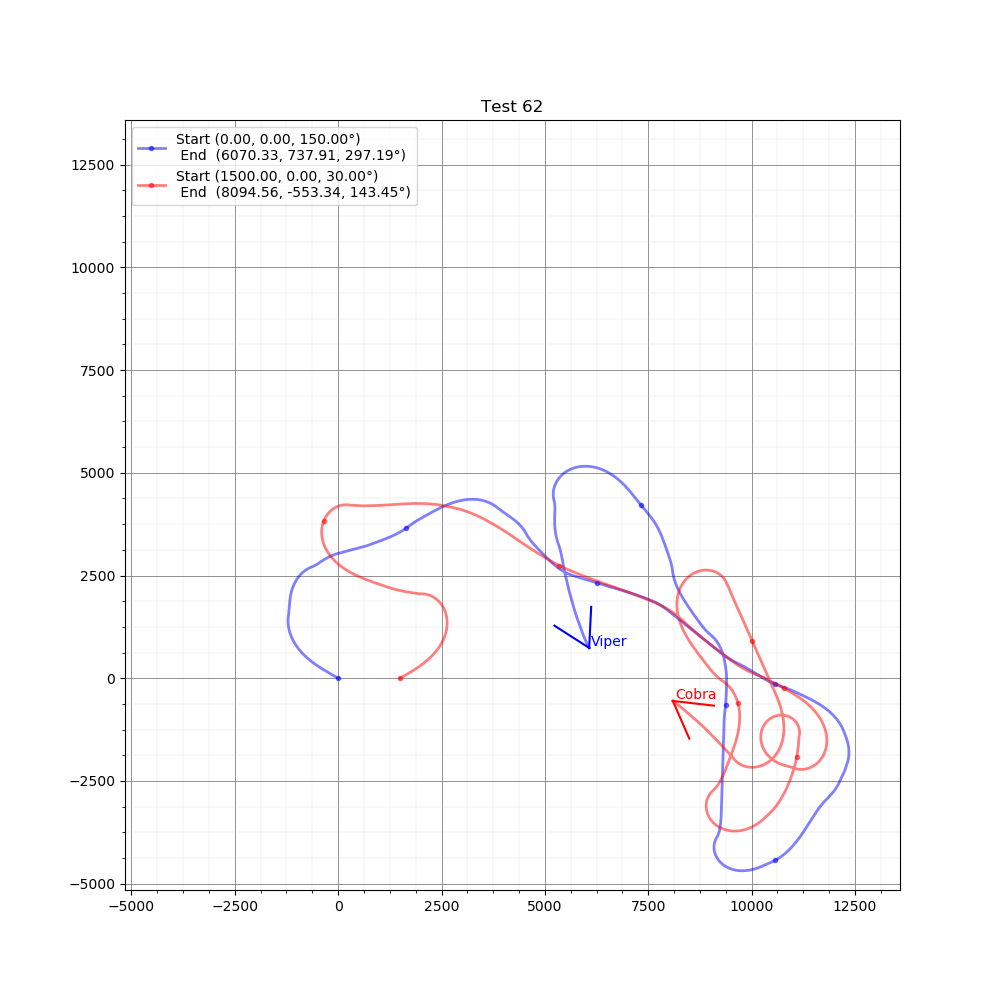 Test 62
Start (0.00, 0.00, 150.00°)
End (6070.33, 737.91, 297.19°)
Start (1500.00, 0.00, 30.00°)
End (8094.56, -553.34, 143.45°)
12500
10000
7500
5000
2500
0
−2500
−5000
Viper
Cobra
−5000 −2500 0 2500 5000 7500 10000 12500